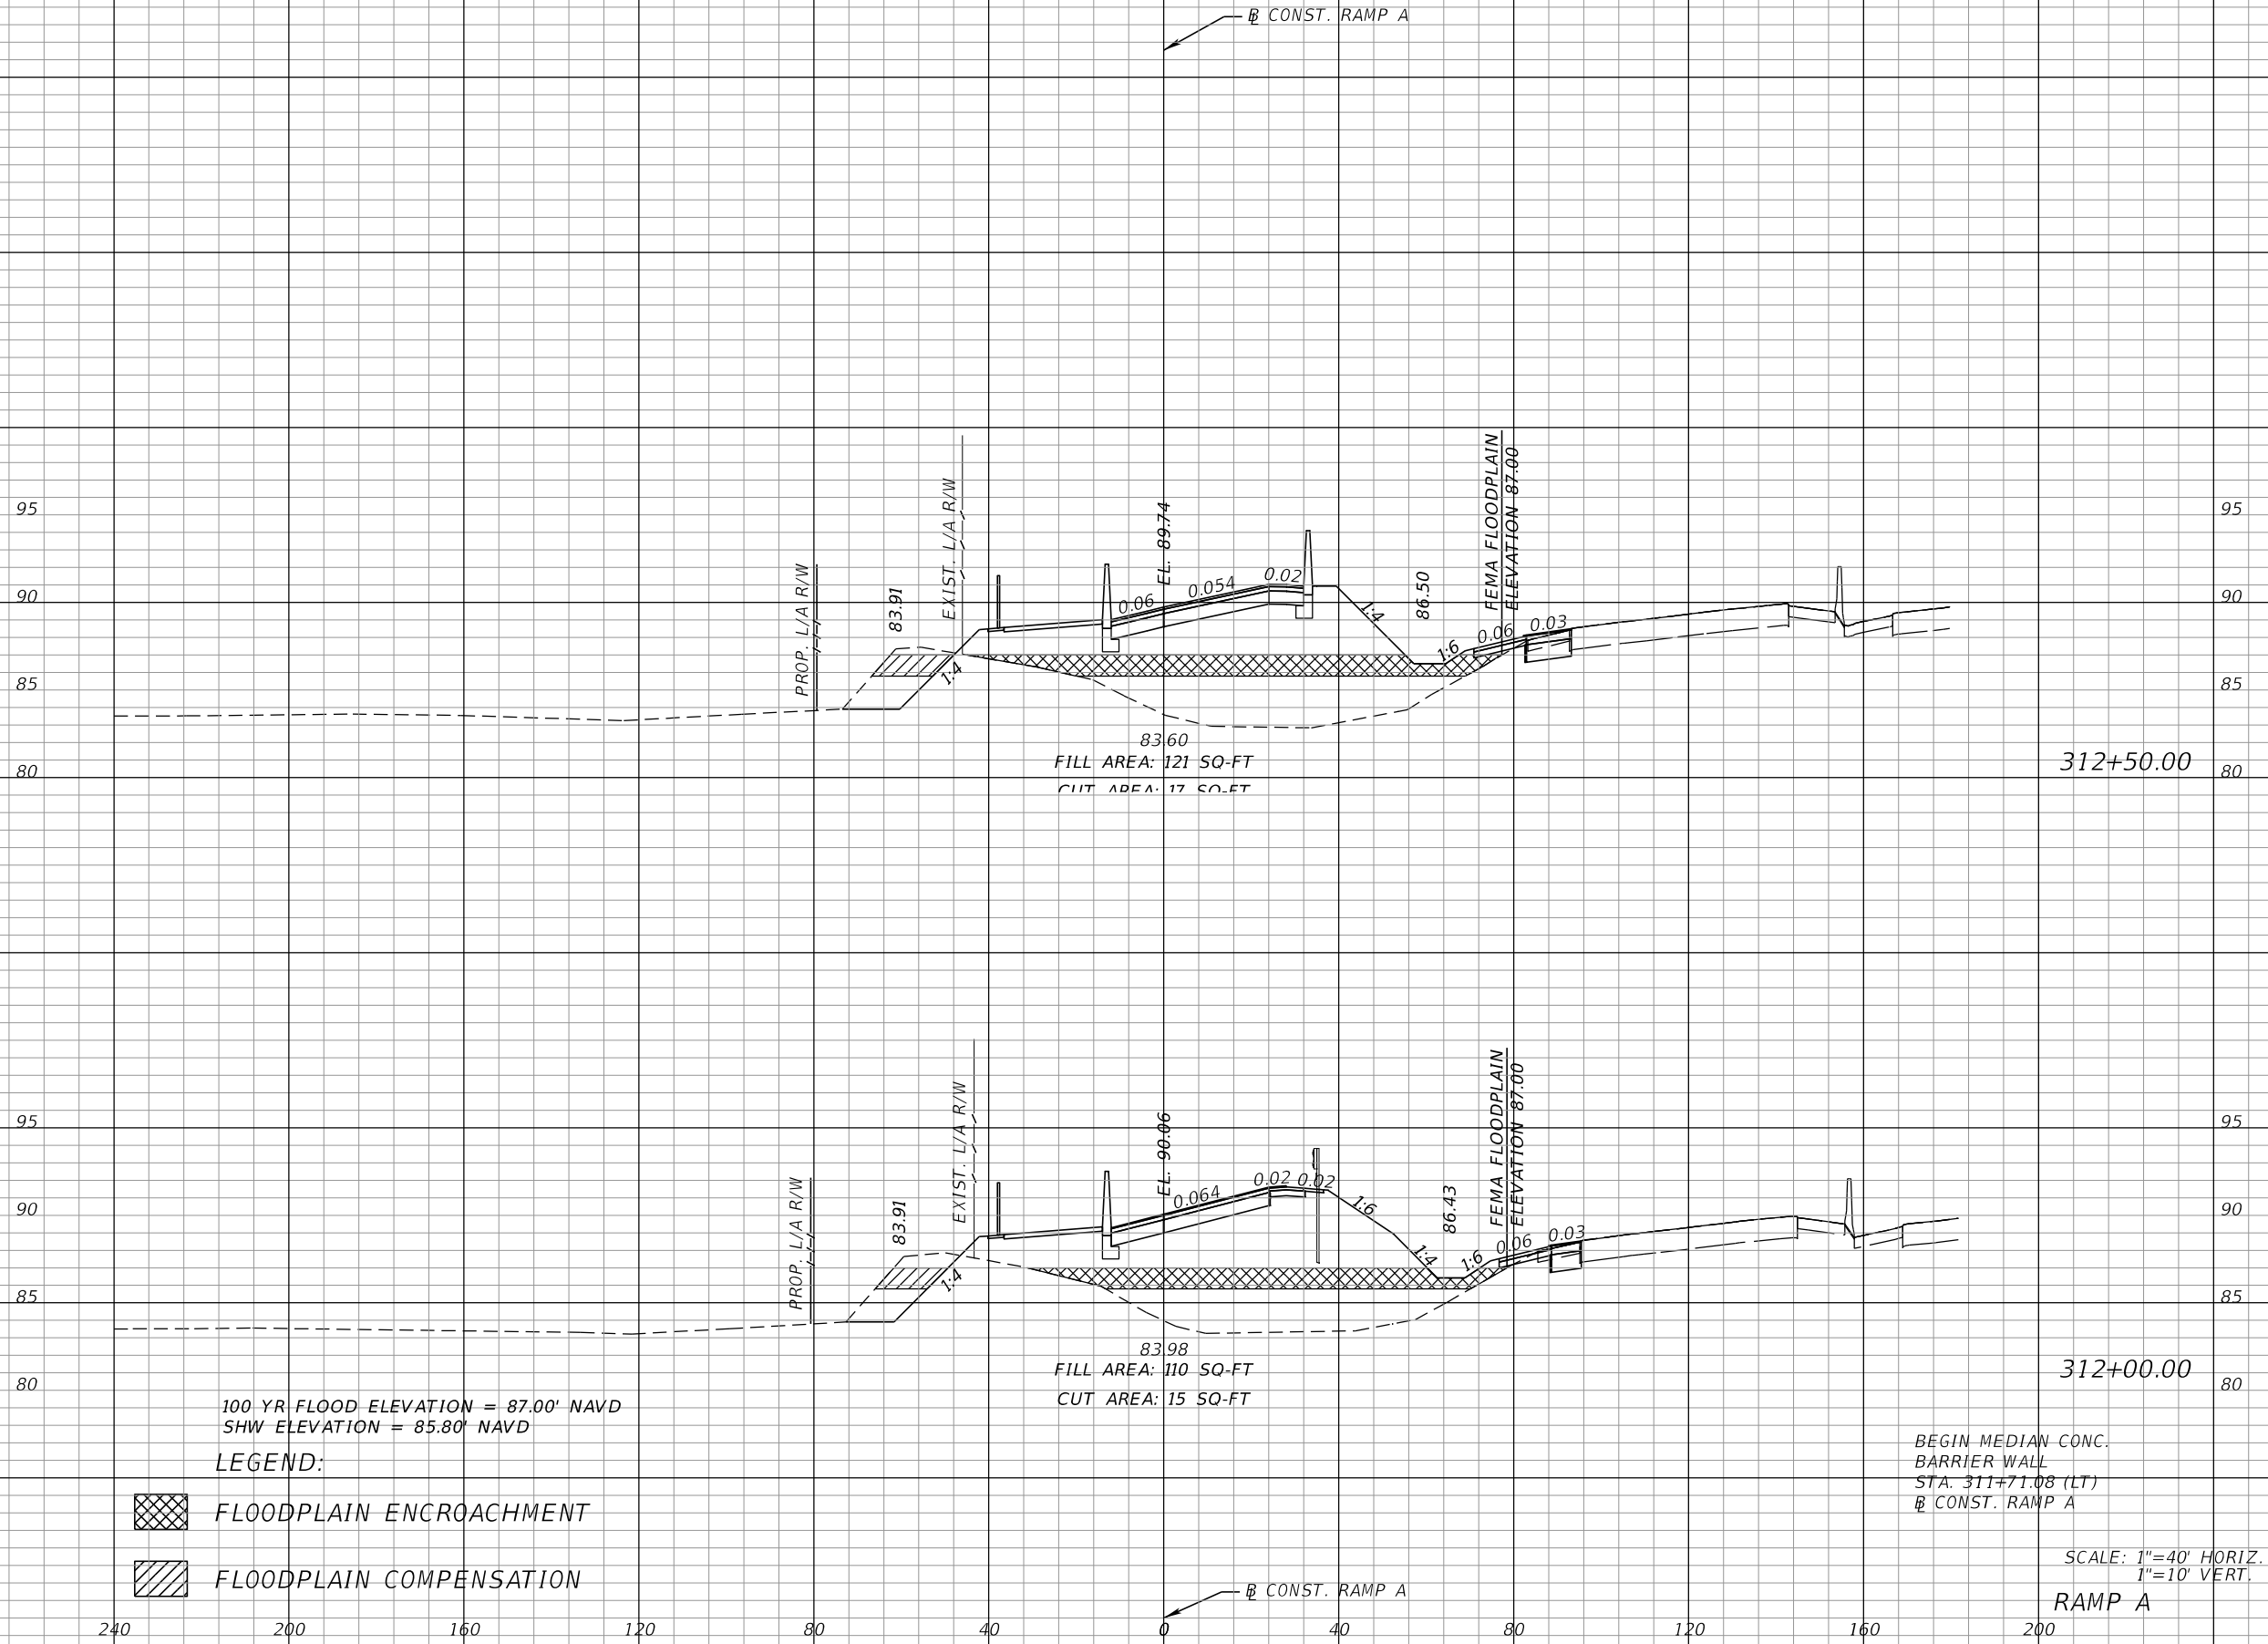 ℄ CONST. RAMP A
95
90
85
80
PROP. L/A R/W
83.91
EXIST. L/A R/W
1:4
0.06
EL. 89.74
0.054
0.02
1:4
86.50
1:6
FEMA FLOODPLAIN
ELEVATION 87.00
0.06
0.03
95
90
85
80
83.60
FILL AREA: 121 SQ-FT
CUT AREA: 17 SQ-FT
312+50.00
95
90
85
80
PROP. L/A R/W
83.91
EXIST. L/A R/W
1:4
EL. 90.06
0.064
0.02
0.02
1:6
1:4
86.43
1:6
FEMA FLOODPLAIN
ELEVATION 87.00
0.06
0.03
95
90
85
80
83.98
FILL AREA: 110 SQ-FT
CUT AREA: 15 SQ-FT
312+00.00
100 YR FLOOD ELEVATION = 87.00' NAVD
SHW ELEVATION = 85.80' NAVD
LEGEND:
FLOODPLAIN ENCROACHMENT
FLOODPLAIN COMPENSATION
BEGIN MEDIAN CONC.
BARRIER WALL
STA. 311+71.08 (LT)
℄ CONST. RAMP A
℄ CONST. RAMP A
SCALE: 1"=40' HORIZ.
1"=10' VERT.
RAMP A
240 200 160 120 80 40 0 40 80 120 160 200